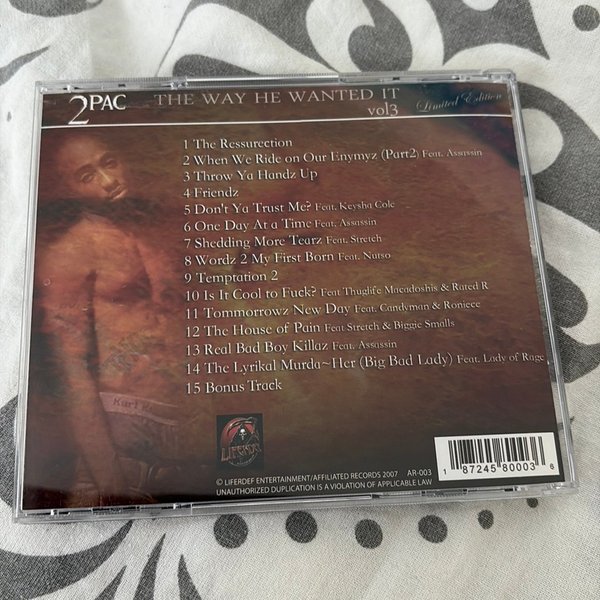 2PAC THE WAY HE WANTED IT
vol3 Limited Edition
1 The Ressurection
2 When We Ride on Our Enymyz (Part2) Feat. Assassin
3 Throw Ya Handz Up
4 Friendz
5 Don't Ya Trust Me? Feat. Keysha Cole
6 One Day At a Time Feat, Assassin
7 Shedding More Tearz Feat. Stretch
8 Wordz 2 My First Born Feat. Nutso
9 Temptation 2
10 Is It Cool to Fuck? Feat Thuglife Macadoshis & Rated R
11 Tommorrowz New Day Feat. Candyman & Roniece
12 The House of Pain Feat Stretch & Biggie Smalls
13 Real Bad Boy Killaz Feat. Assassin
14 The Lyrikal Murda~Her (Big Bad Lady) Feat. Lady of Rage
15 Bonus Track
© LIFERDEF ENTERTAINMENT/AFFILIATED RECORDS 2007 AR-003
UNAUTHORIZED DUPLICATION IS A VIOLATION OF APPLICABLE LAW
1 87245 80003 6